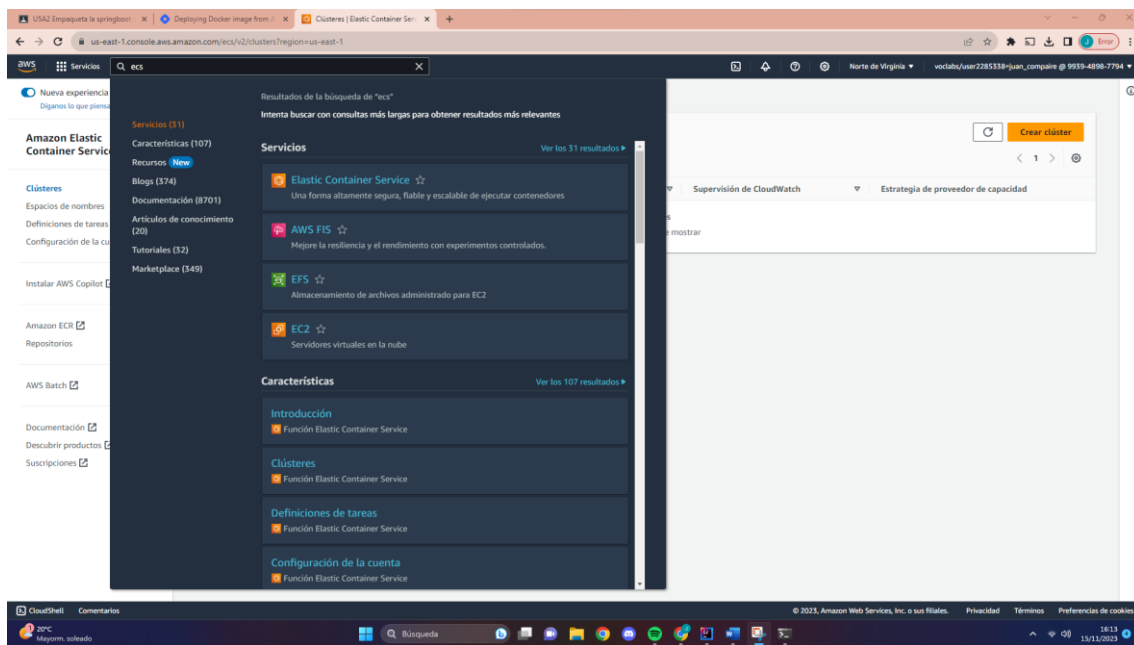 USA2 Empaqueta la springboot
Deploying Docker image from
Clústeres | Elastic Container Ser
us-east-1.console.aws.amazon.com/ecs/v2/clusters?region=us-east-1
Error
aws
Servicios
ecs
Norte de Virginia
voclabs/user2285338=juan_compaire @ 9939-4898-7794
Nueva experiencia
Díganos lo que piensa
Amazon Elastic
Container Servic
Clústeres
Espacios de nombres
Definiciones de tareas
Configuración de la cu
Instalar AWS Copilot
Amazon ECR
Repositorios
AWS Batch
Documentación
Descubrir productos
Suscripciones
Servicios (31)
Características (107)
Recursos New
Blogs (374)
Documentación (8701)
Artículos de conocimiento
(20)
Tutoriales (32)
Marketplace (349)
Resultados de la búsqueda de "ecs"
Intenta buscar con consultas más largas para obtener resultados más relevantes
Servicios
Ver los 31 resultados
Elastic Container Service
Una forma altamente segura, fiable y escalable de ejecutar contenedores
AWS FIS
Mejore la resiliencia y el rendimiento con experimentos controlados.
EFS
Almacenamiento de archivos administrado para EC2
EC2
Servidores virtuales en la nube
Características
Ver los 107 resultados
Introducción
Función Elastic Container Service
Clústeres
Función Elastic Container Service
Definiciones de tareas
Función Elastic Container Service
Configuración de la cuenta
Función Elastic Container Service
Crear clúster
1
Supervisión de CloudWatch
Estrategia de proveedor de capacidad
s
mostrar
CloudShell
Comentarios
© 2023, Amazon Web Services, Inc. o sus filiales.
Privacidad
Términos
Preferencias de cookies
1
20°C
Mayorm. soleado
Búsqueda
16:13
15/11/2023